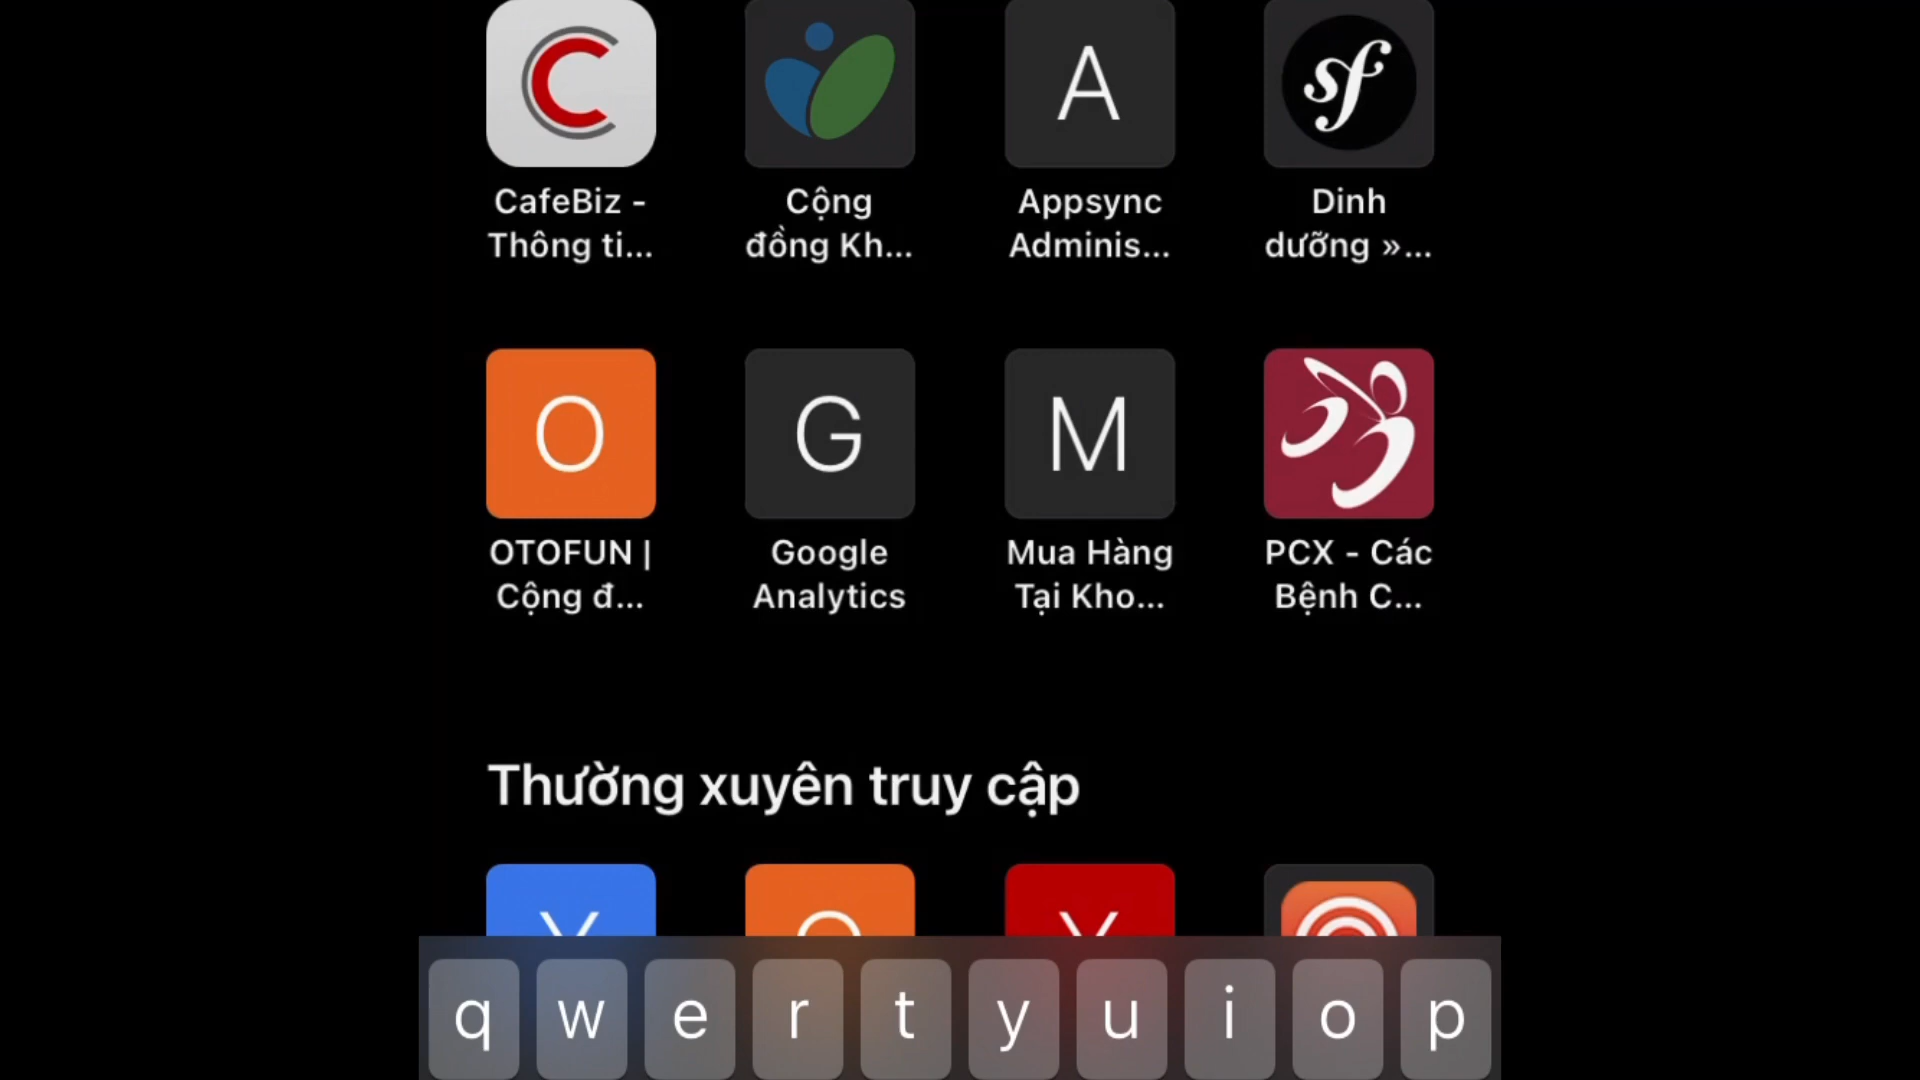 C
A
sf
CafeBiz -
Thông ti...
Cộng
đồng Kh...
Appsync
Adminis...
Dinh
dưỡng »...
O
G
M
OTOFUN |
Cộng đ...
Google
Analytics
Mua Hàng
Tại Kho...
PCX - Các
Bệnh C...
Thường xuyên truy cập
q w e r t y u i o p